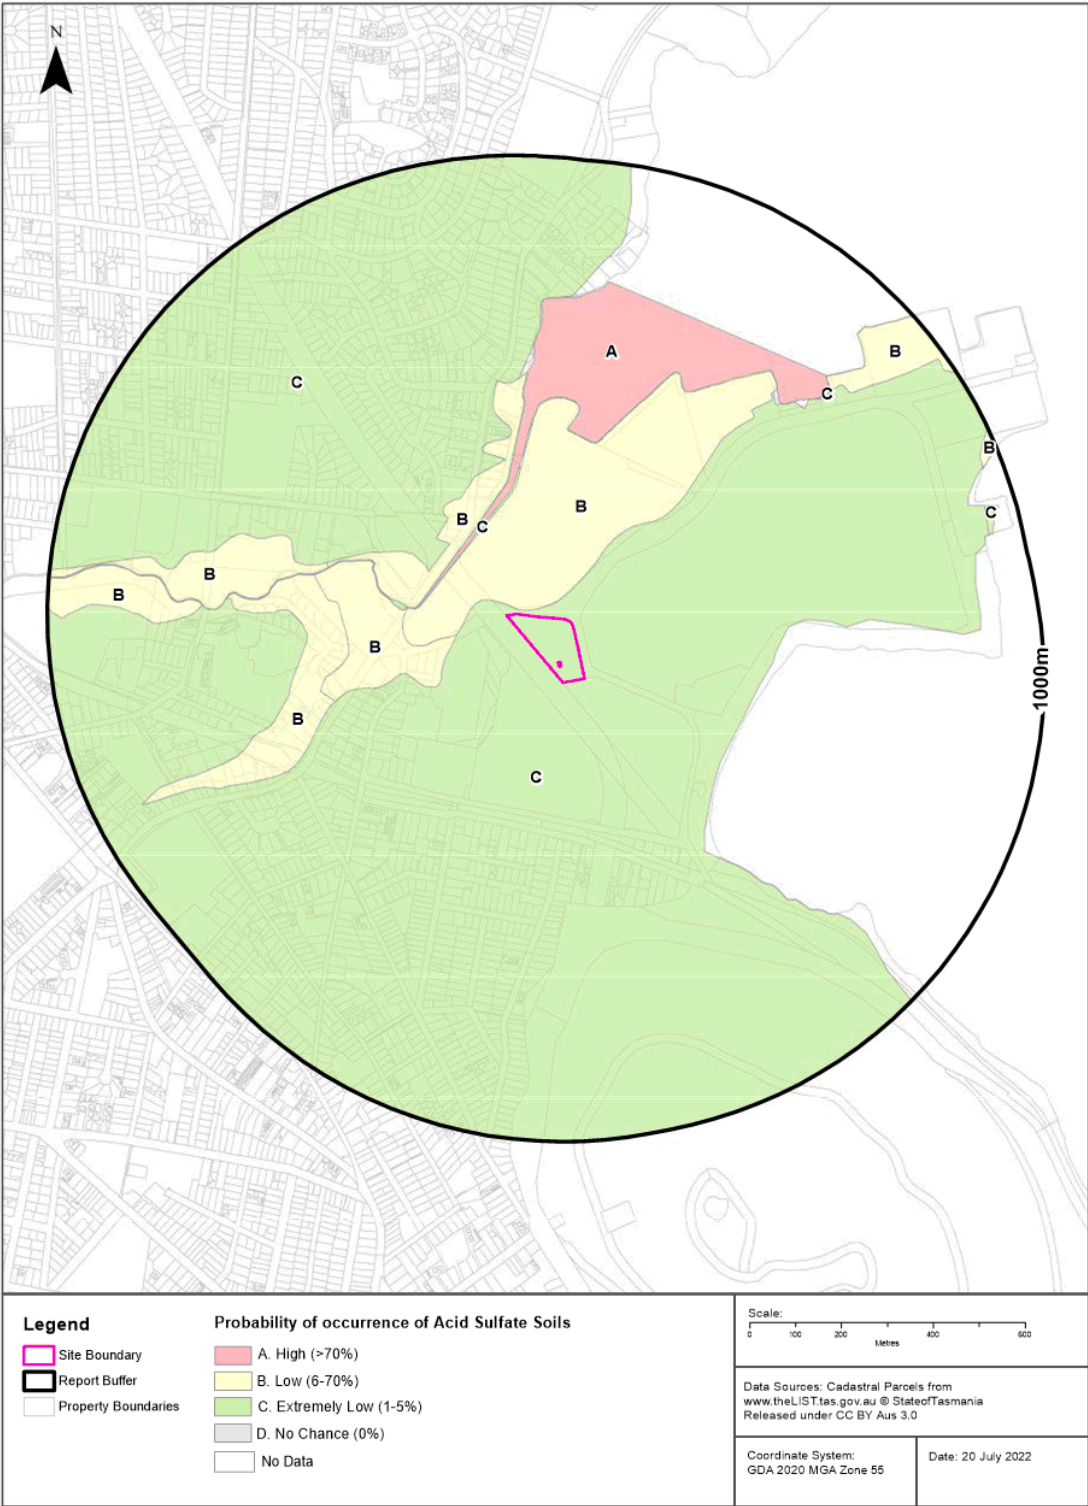 N
A
B
C
C
C
B
B
B
C
C
B
B
B
B
1000m
C
Legend
Site Boundary
Report Buffer
Property Boundaries
Probability of occurrence of Acid Sulfate Soils
A. High (>70%)
B. Low (6-70%)
C. Extremely Low (1-5%)
D. No Chance (0%)
No Data
Scale:
0 100 200 400 600
Metres
Data Sources: Cadastral Parcels from
www.theLIST.tas.gov.au © StateofTasmania
Released under CC BY Aus 3.0
Coordinate System:
GDA 2020 MGA Zone 55
Date: 20 July 2022